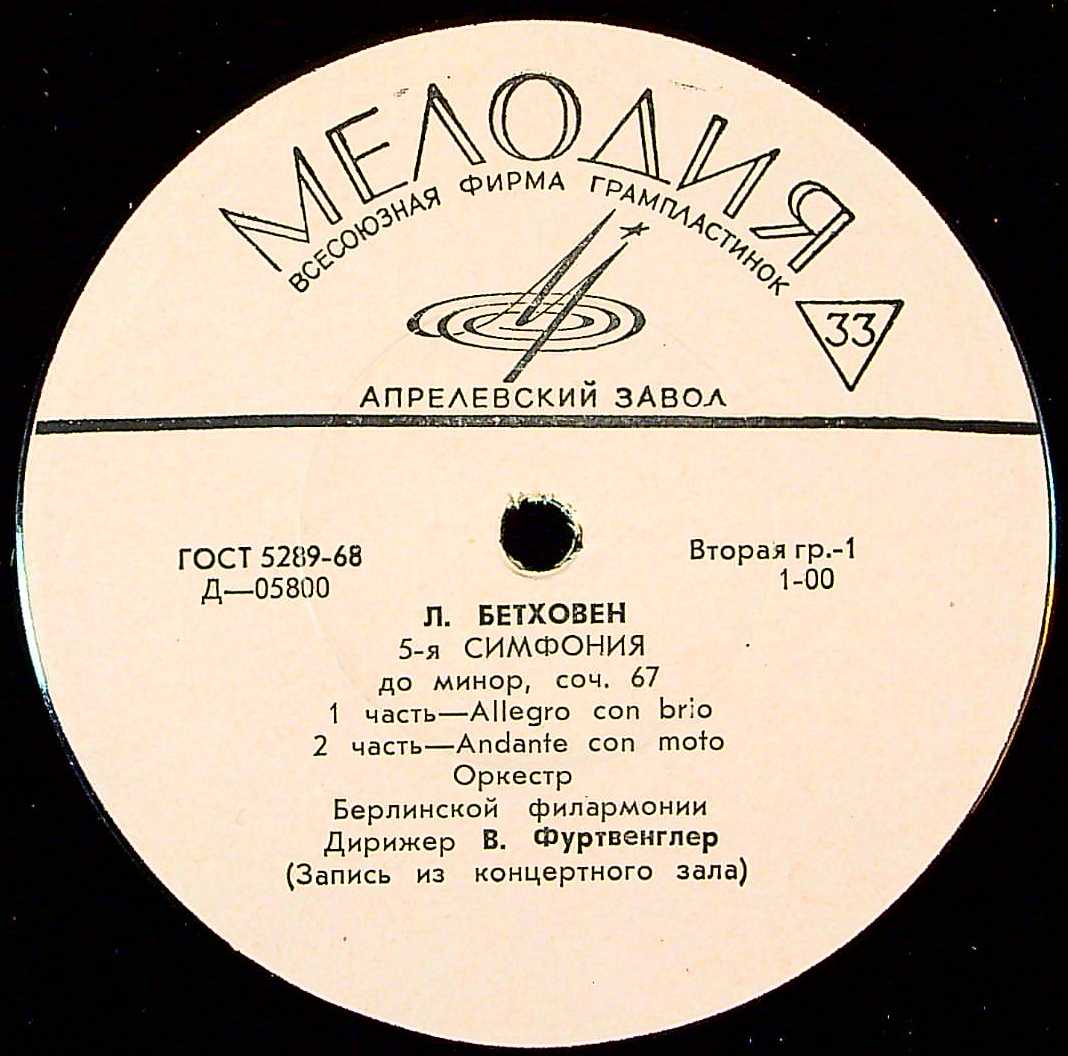 МЕЛОДИЯ
ВСЕСОЮЗНАЯ ФИРМА ГРАМПЛАСТИНОК
33
АПРЕЛЕВСКИЙ ЗАВОД
ГОСТ 5289-68
Д—05800
Вторая гр.-1
1-00
Л. БЕТХОВЕН
5-я СИМФОНИЯ
до минор, соч. 67
1 часть—Allegro con brio
2 часть—Andante con moto
Оркестр
Берлинской филармонии
Дирижер В. Фуртвенглер
(Запись из концертного зала)